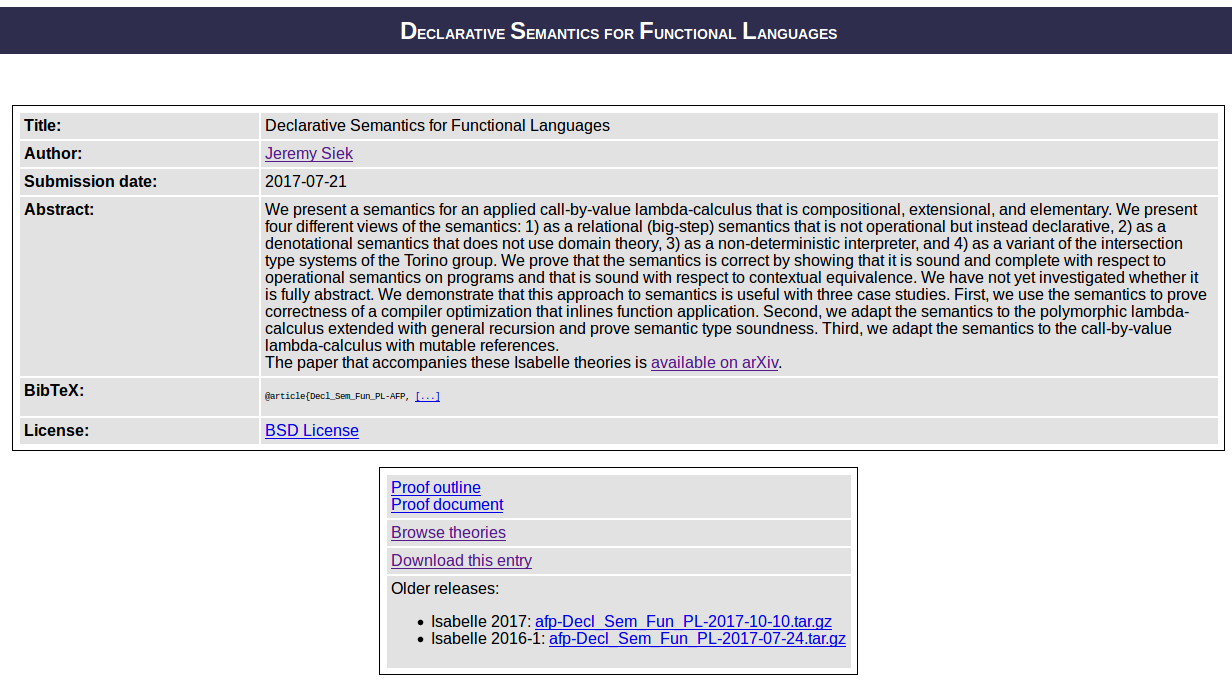 Declarative Semantics for Functional Languages
Title: Declarative Semantics for Functional Languages
Author: Jeremy Siek
Submission date: 2017-07-21
Abstract: We present a semantics for an applied call-by-value lambda-calculus that is compositional, extensional, and elementary. We present
four different views of the semantics: 1) as a relational (big-step) semantics that is not operational but instead declarative, 2) as a
denotational semantics that does not use domain theory, 3) as a non-deterministic interpreter, and 4) as a variant of the intersection
type systems of the Torino group. We prove that the semantics is correct by showing that it is sound and complete with respect to
operational semantics on programs and that is sound with respect to contextual equivalence. We have not yet investigated whether it
is fully abstract. We demonstrate that this approach to semantics is useful with three case studies. First, we use the semantics to prove
correctness of a compiler optimization that inlines function application. Second, we adapt the semantics to the polymorphic lambda-
calculus extended with general recursion and prove semantic type soundness. Third, we adapt the semantics to the call-by-value
lambda-calculus with mutable references.
The paper that accompanies these Isabelle theories is available on arXiv.
BibTeX: @article{Decl_Sem_Fun_PL-AFP, [...]
License: BSD License
Proof outline
Proof document
Browse theories
Download this entry
Older releases:
• Isabelle 2017: afp-Decl_Sem_Fun_PL-2017-10-10.tar.gz
• Isabelle 2016-1: afp-Decl_Sem_Fun_PL-2017-07-24.tar.gz